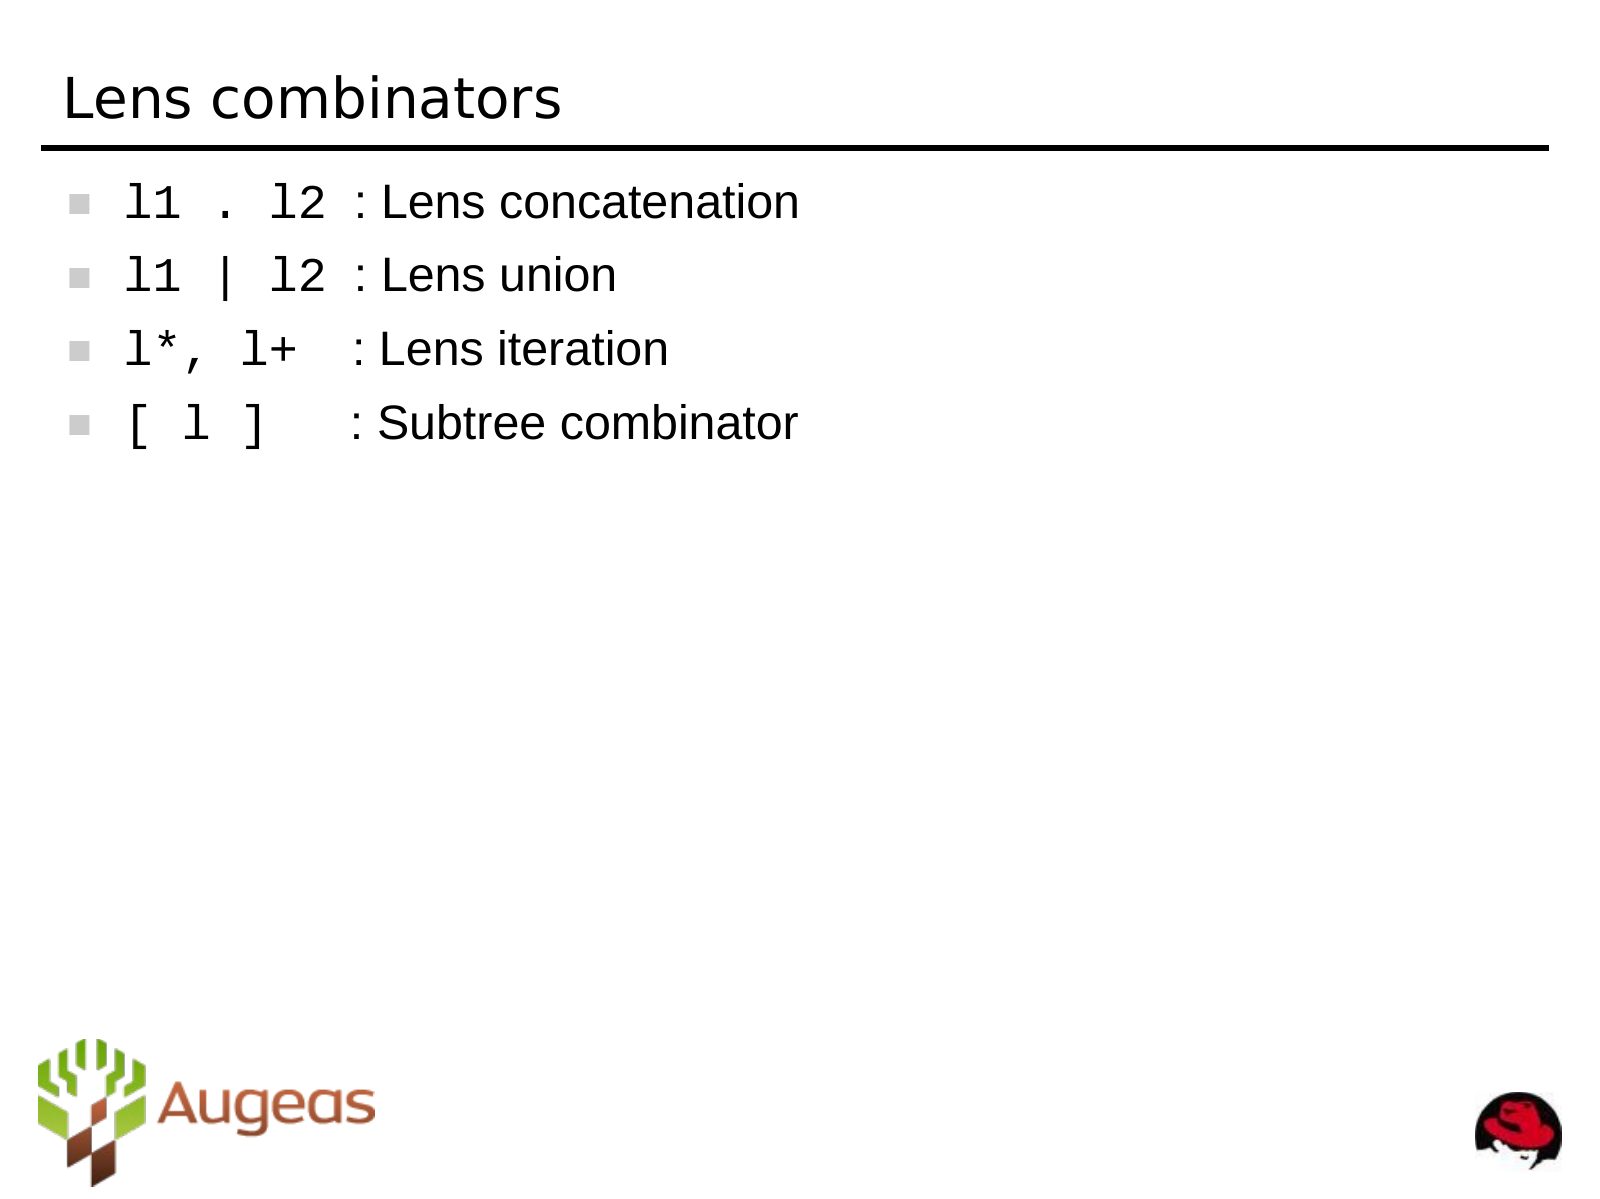 Lens combinators
l1 . l2 : Lens concatenation
l1 | l2 : Lens union
l*, l+ : Lens iteration
[ l ] : Subtree combinator
Augeas